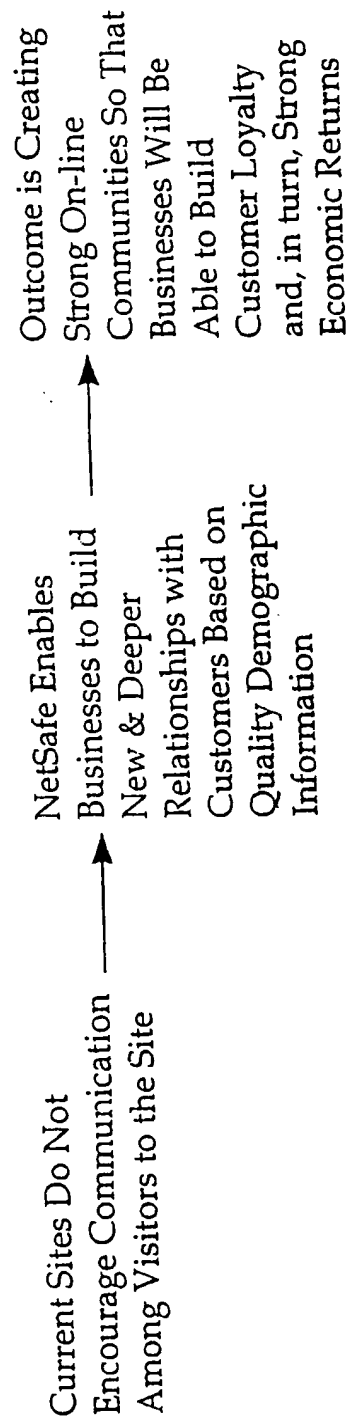 Current Sites Do Not
Encourage Communication
Among Visitors to the Site
NetSafe Enables
Businesses to Build
New & Deeper
Relationships with
Customers Based on
Quality Demographic
Information
Outcome is Creating
Strong On-line
Communities So That
Businesses Will Be
Able to Build
Customer Loyalty
and, in turn, Strong
Economic Returns